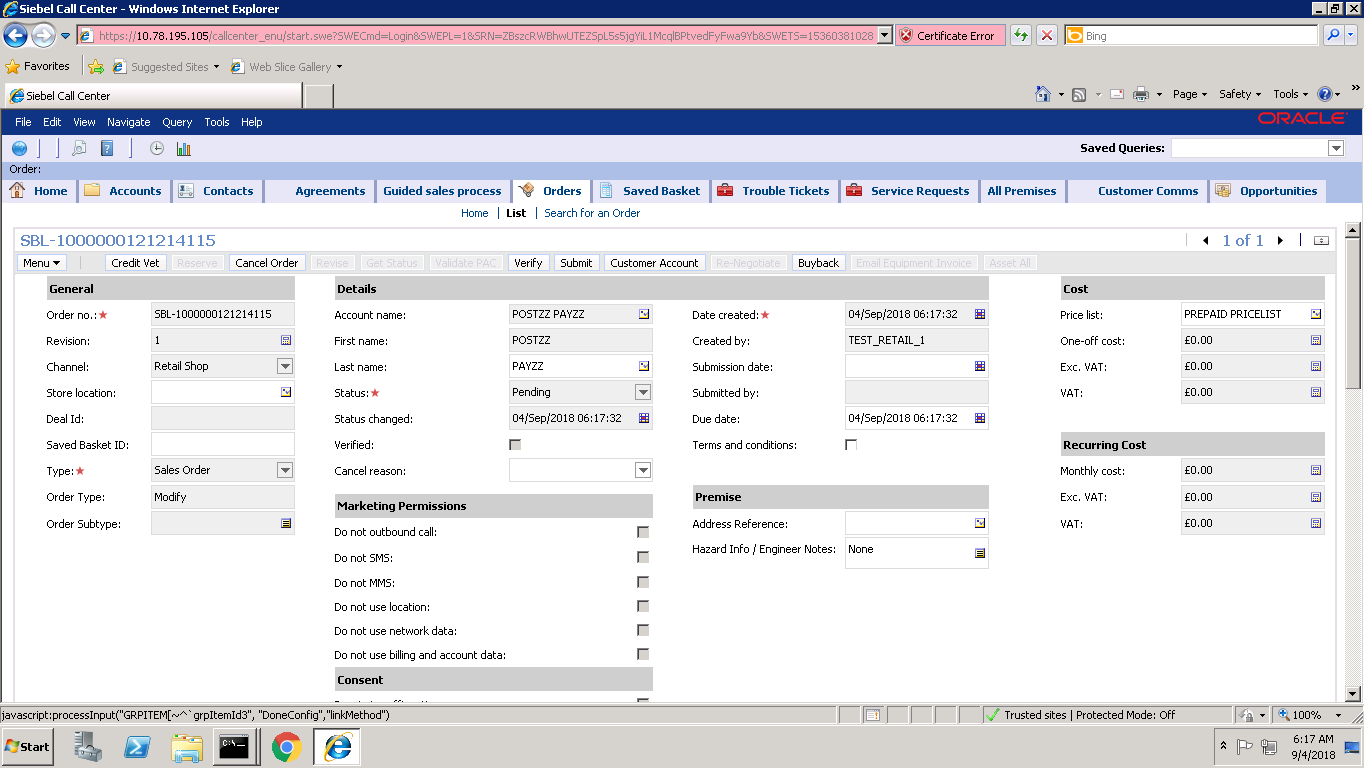 Siebel Call Center - Windows Internet Explorer
https://10.78.195.105/callcenter_enu/start.swe?SWECmd=Login&SWEPL=1&SRN=ZBszcRWBhwUTEZSpL5s5jgYiL1McqlBPtvedFyFwa9Yb&SWETS=15360381028 Certificate Error Bing
Favorites Suggested Sites Web Slice Gallery
Siebel Call Center Page Safety Tools
File Edit View Navigate Query Tools Help ORACLE
Saved Queries:
Order:
Home Accounts Contacts Agreements Guided sales process Orders Saved Basket Trouble Tickets Service Requests All Premises Customer Comms Opportunities
Home List Search for an Order
SBL-1000000121214115 1 of 1
Menu Credit Vet Reserve Cancel Order Revise Get Status Validate PAC Verify Submit Customer Account Re-Negotiate Buyback Email Equipment Invoice Asset All
General Details Cost
Order no.: SBL-1000000121214115 Account name: POSTZZ PAYZZ Date created: 04/Sep/2018 06:17:32 Price list: PREPAID PRICELIST
Revision: 1 First name: POSTZZ Created by: TEST_RETAIL_1 One-off cost: £0.00
Channel: Retail Shop Last name: PAYZZ Submission date: Exc. VAT: £0.00
Store location: Status: Pending Submitted by: VAT: £0.00
Deal Id: Status changed: 04/Sep/2018 06:17:32 Due date: 04/Sep/2018 06:17:32
Saved Basket ID: Verified: Terms and conditions: Recurring Cost
Type: Sales Order Cancel reason: Monthly cost: £0.00
Order Type: Modify Marketing Permissions Premise Exc. VAT: £0.00
Order Subtype: Do not outbound call: Address Reference: VAT: £0.00
Do not SMS: Hazard Info / Engineer Notes: None
Do not MMS:
Do not use location:
Do not use network data:
Do not use billing and account data:
Consent
javascript:processInput("GRPITEM[~^`grpItemId3", "DoneConfig","linkMethod") Trusted sites | Protected Mode: Off 100%
Start 6:17 AM
9/4/2018